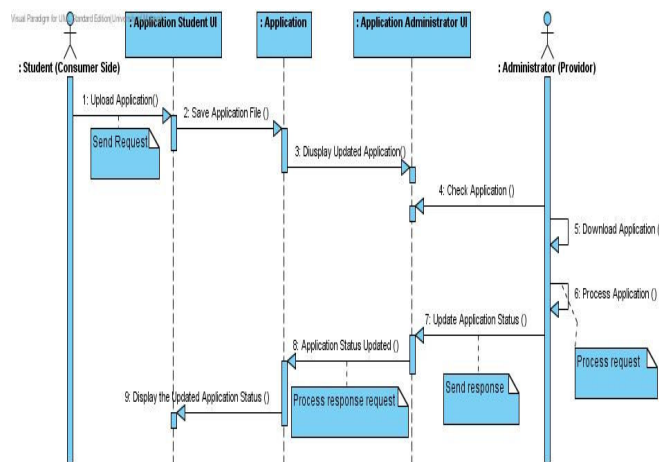 Visual Paradigm for UML Standard Edition(Univers
: Application Student UI
: Application
: Application Administrator UI
: Student (Consumer Side)
: Administrator (Providor)
1: Upload Application()
2: Save Application File ()
Send Request
3: Diusplay Updated Application()
4: Check Application ()
5: Download Application (
6: Process Application ()
7: Update Application Status ()
8: Application Status Updated ()
Process request
Send response
9: Display the Updated Application Status ()
Process response request